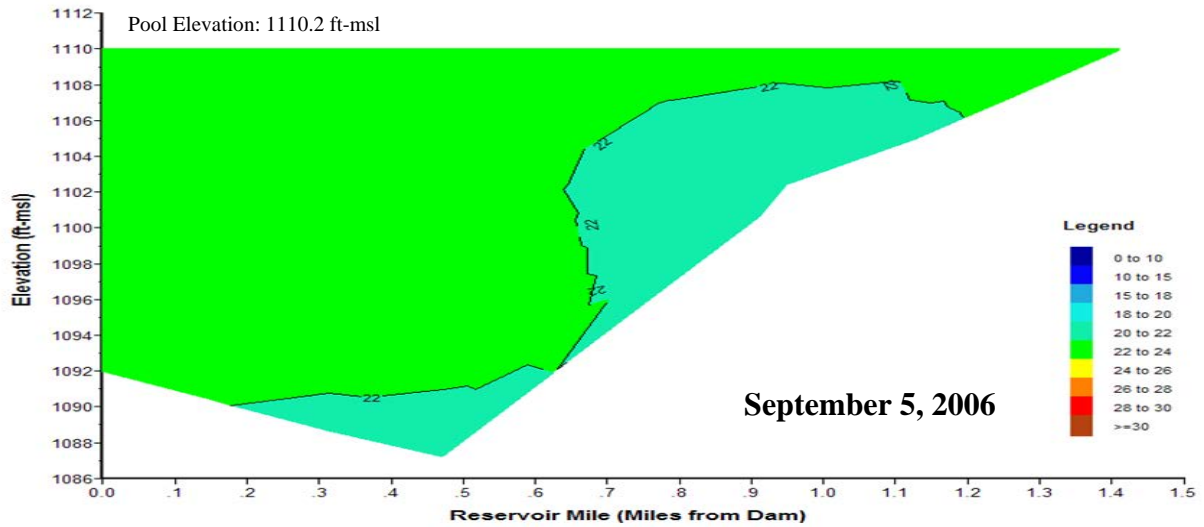 Pool Elevation: 1110.2 ft-msl
Elevation (ft-msl)
1112
1110
1108
1106
1104
1102
1100
1098
1096
1094
1092
1090
1088
1086
22
22
22
22
22
22
22
September 5, 2006
Legend
0 to 10
10 to 15
15 to 18
18 to 20
20 to 22
22 to 24
24 to 26
26 to 28
28 to 30
>=30
0.0 .1 .2 .3 .4 .5 .6 .7 .8 .9 1.0 1.1 1.2 1.3 1.4 1.5
Reservoir Mile (Miles from Dam)